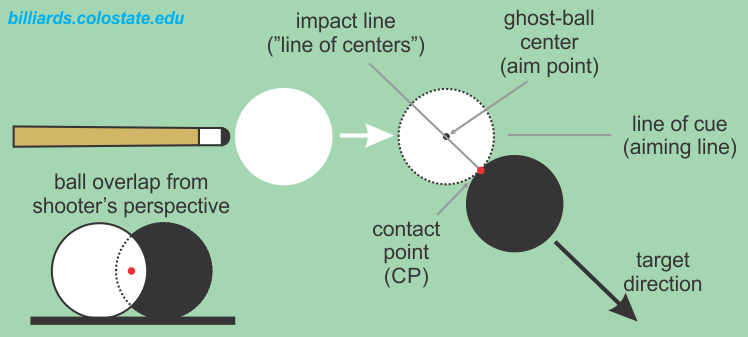 billiards.colostate.edu
impact line
("line of centers")
ghost-ball
center
(aim point)
line of cue
(aiming line)
ball overlap from
shooter's perspective
contact
point
(CP)
target
direction